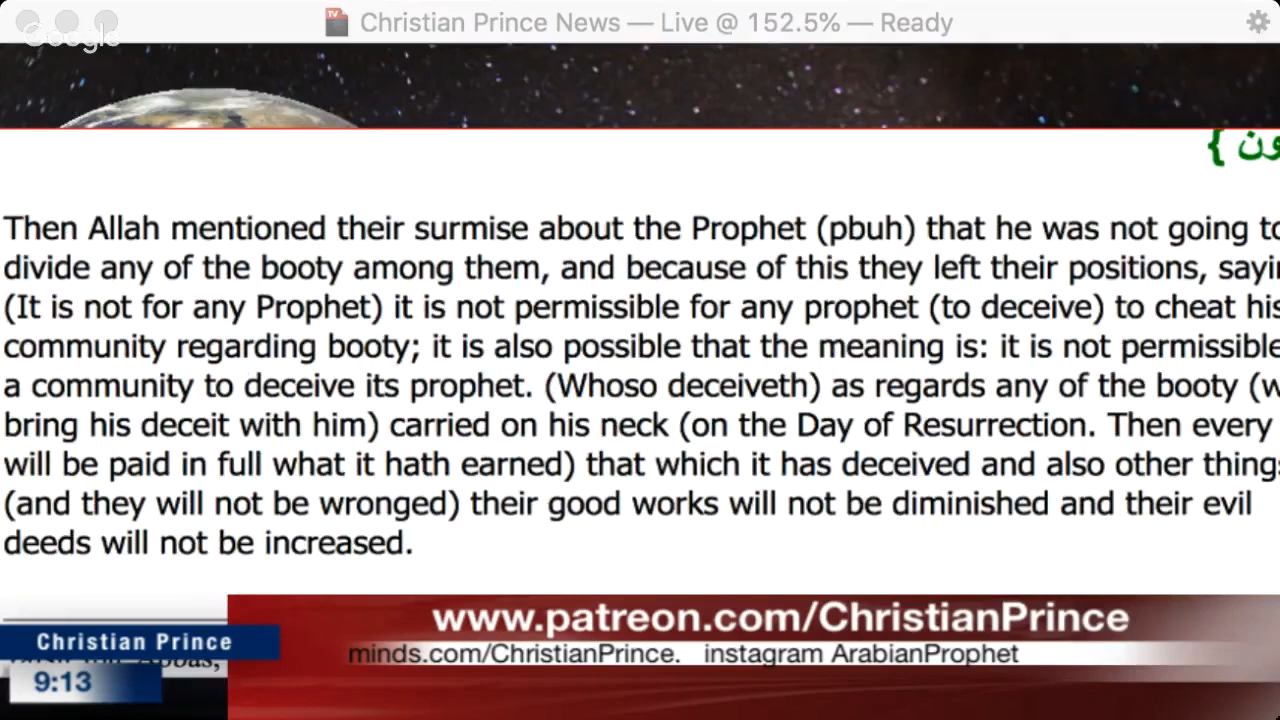 Christian Prince News — Live @ 152.5% — Ready
Google
ون }
Then Allah mentioned their surmise about the Prophet (pbuh) that he was not going to
divide any of the booty among them, and because of this they left their positions,
(It is not for any Prophet) it is not permissible for any prophet (to deceive) to cheat his
community regarding booty; it is also possible that the meaning is: it is not permissible
a community to deceive its prophet. (Whoso deceiveth) as regards any of the booty
bring his deceit with him) carried on his neck (on the Day of Resurrection. Then every
will be paid in full what it hath earned) that which it has deceived and also other things
(and they will not be wronged) their good works will not be diminished and their evil
deeds will not be increased.
www.patreon.com/ChristianPrince
Christian Prince
minds.com/ChristianPrince. instagram ArabianProphet
9:13